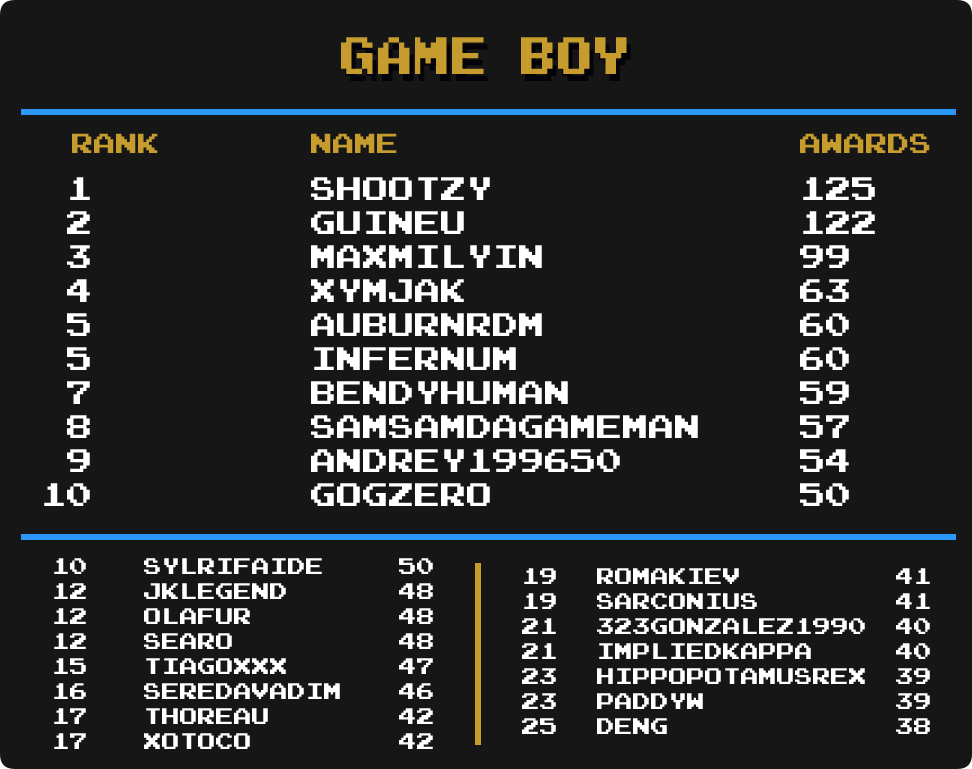 GAME BOY
RANK NAME AWARDS
1 SHOOTZY 125
2 GUINEU 122
3 MAXMILYIN 99
4 XYMJAK 63
5 AUBURNRDM 60
5 INFERNUM 60
7 BENDYHUMAN 59
8 SAMSAMDAGAMEMAN 57
9 ANDREY199650 54
10 GOGZERO 50
10 SYLRIFAIDE 50
12 JKLEGEND 48
12 OLAFUR 48
12 SEARO 48
15 TIAGOXXX 47
16 SEREDAVADIM 46
17 THOREAU 42
17 XOTOCO 42
19 ROMAKIEV 41
19 SARCONIUS 41
21 323GONZALEZ1990 40
21 IMPLIEDKAPPA 40
23 HIPPOPOTAMUSREX 39
23 PADDYW 39
25 DENG 38